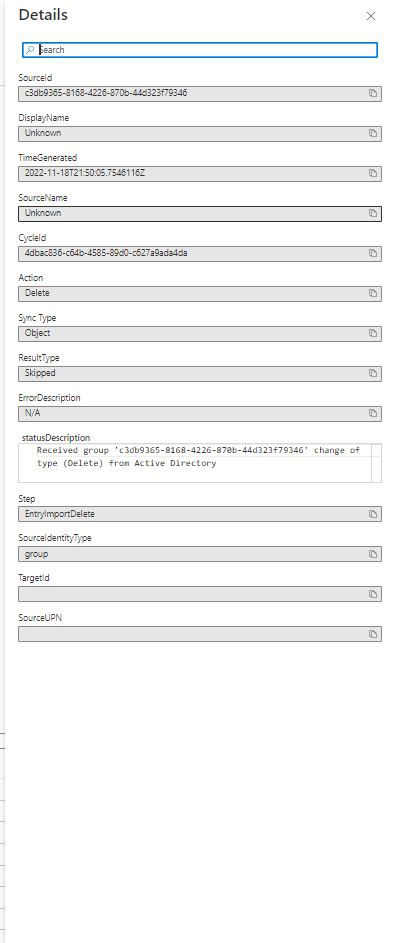 Details
Search
SourceId
c3db9365-8168-4226-870b-44d323f79346
DisplayName
Unknown
TimeGenerated
2022-11-18T21:50:05.7546116Z
SourceName
Unknown
CycleId
4dbac836-c64b-4585-89d0-c627a9ada4da
Action
Delete
Sync Type
Object
ResultType
Skipped
ErrorDescription
N/A
statusDescription
Received group 'c3db9365-8168-4226-870b-44d323f79346' change of
type (Delete) from Active Directory
Step
EntryImportDelete
SourceIdentityType
group
TargetId
SourceUPN